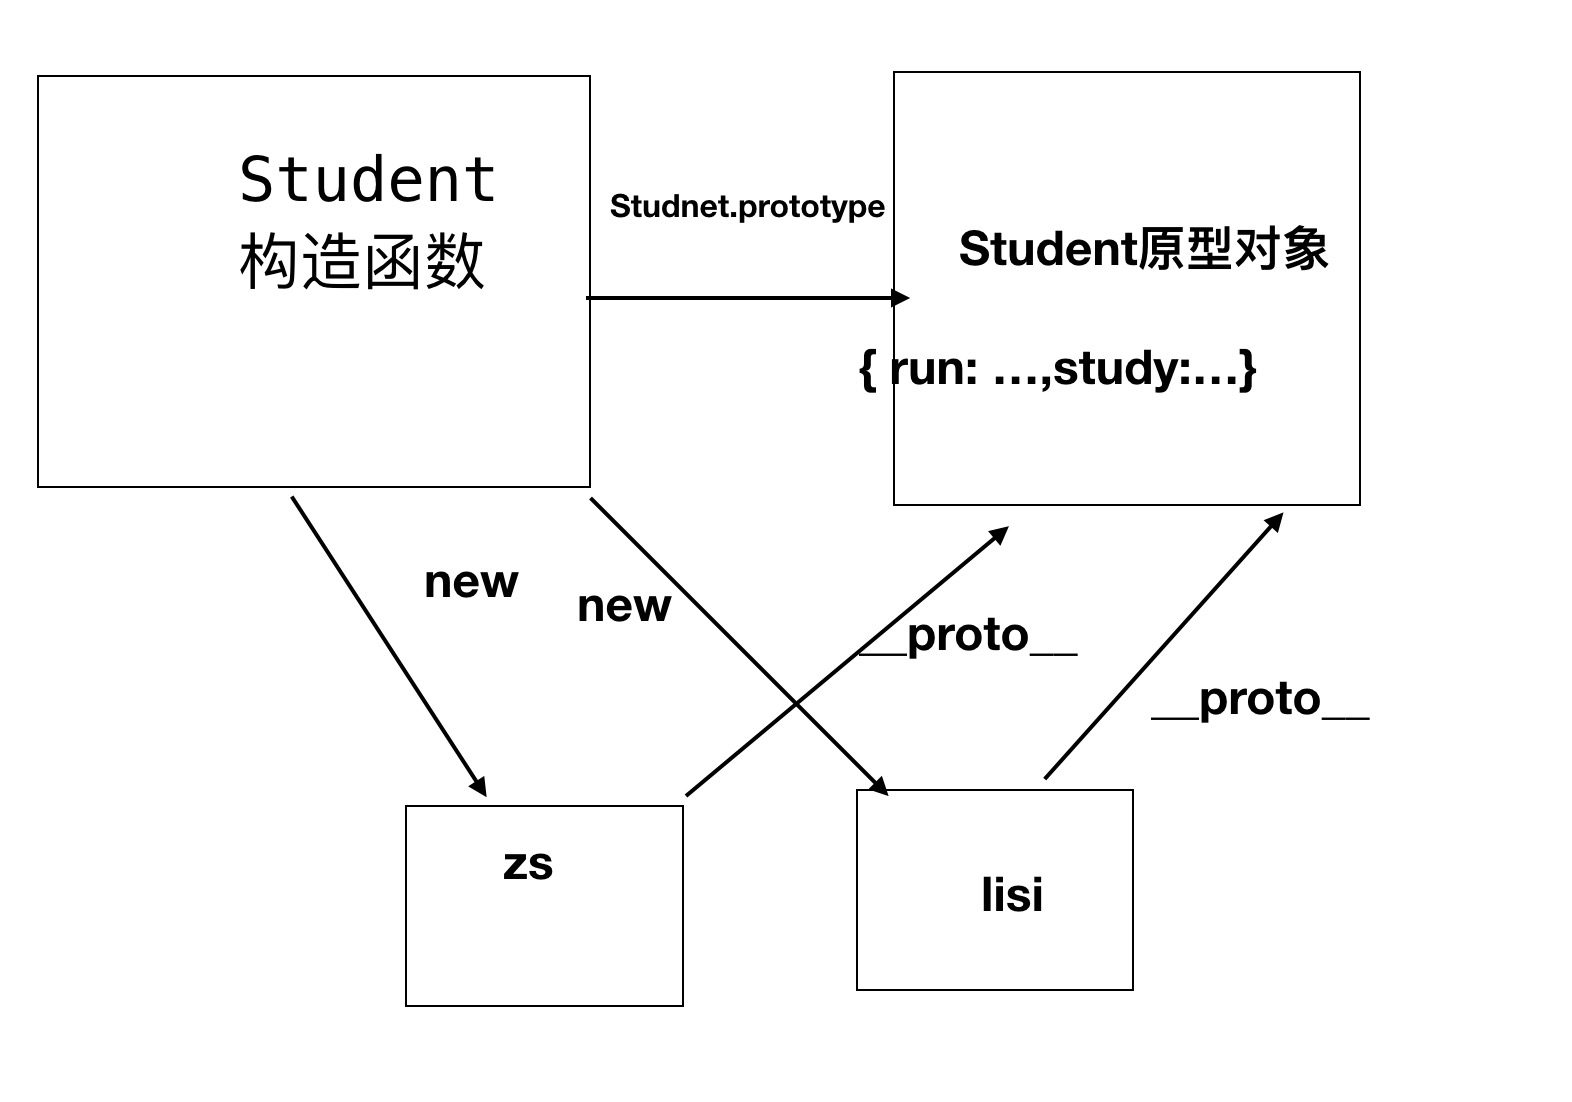 Student
构造函数
Studnet.prototype
Student原型对象
{ run: …,study:…}
new
new
__proto__
__proto__
zs
lisi